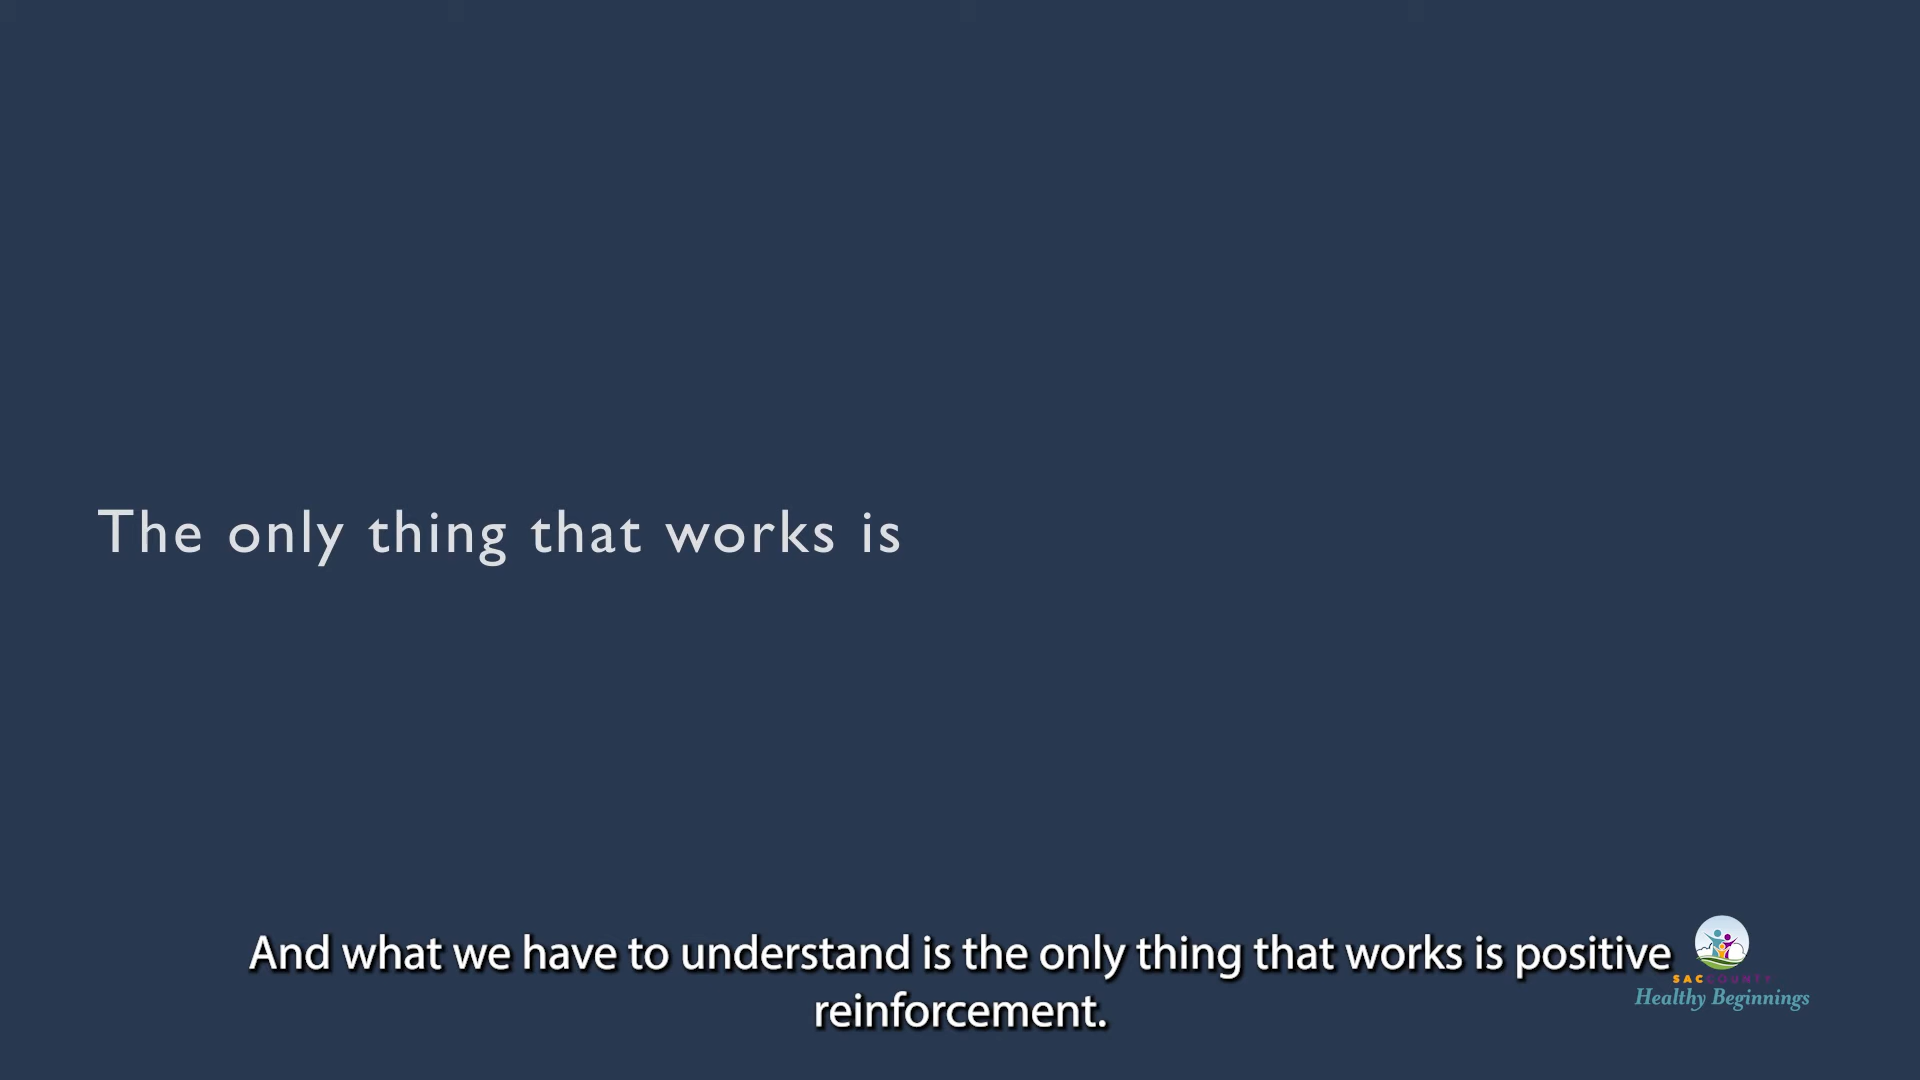 The only thing that works is
And what we have to understand is the only thing that works is positive
reinforcement.
SACCOUNTY
Healthy Beginnings